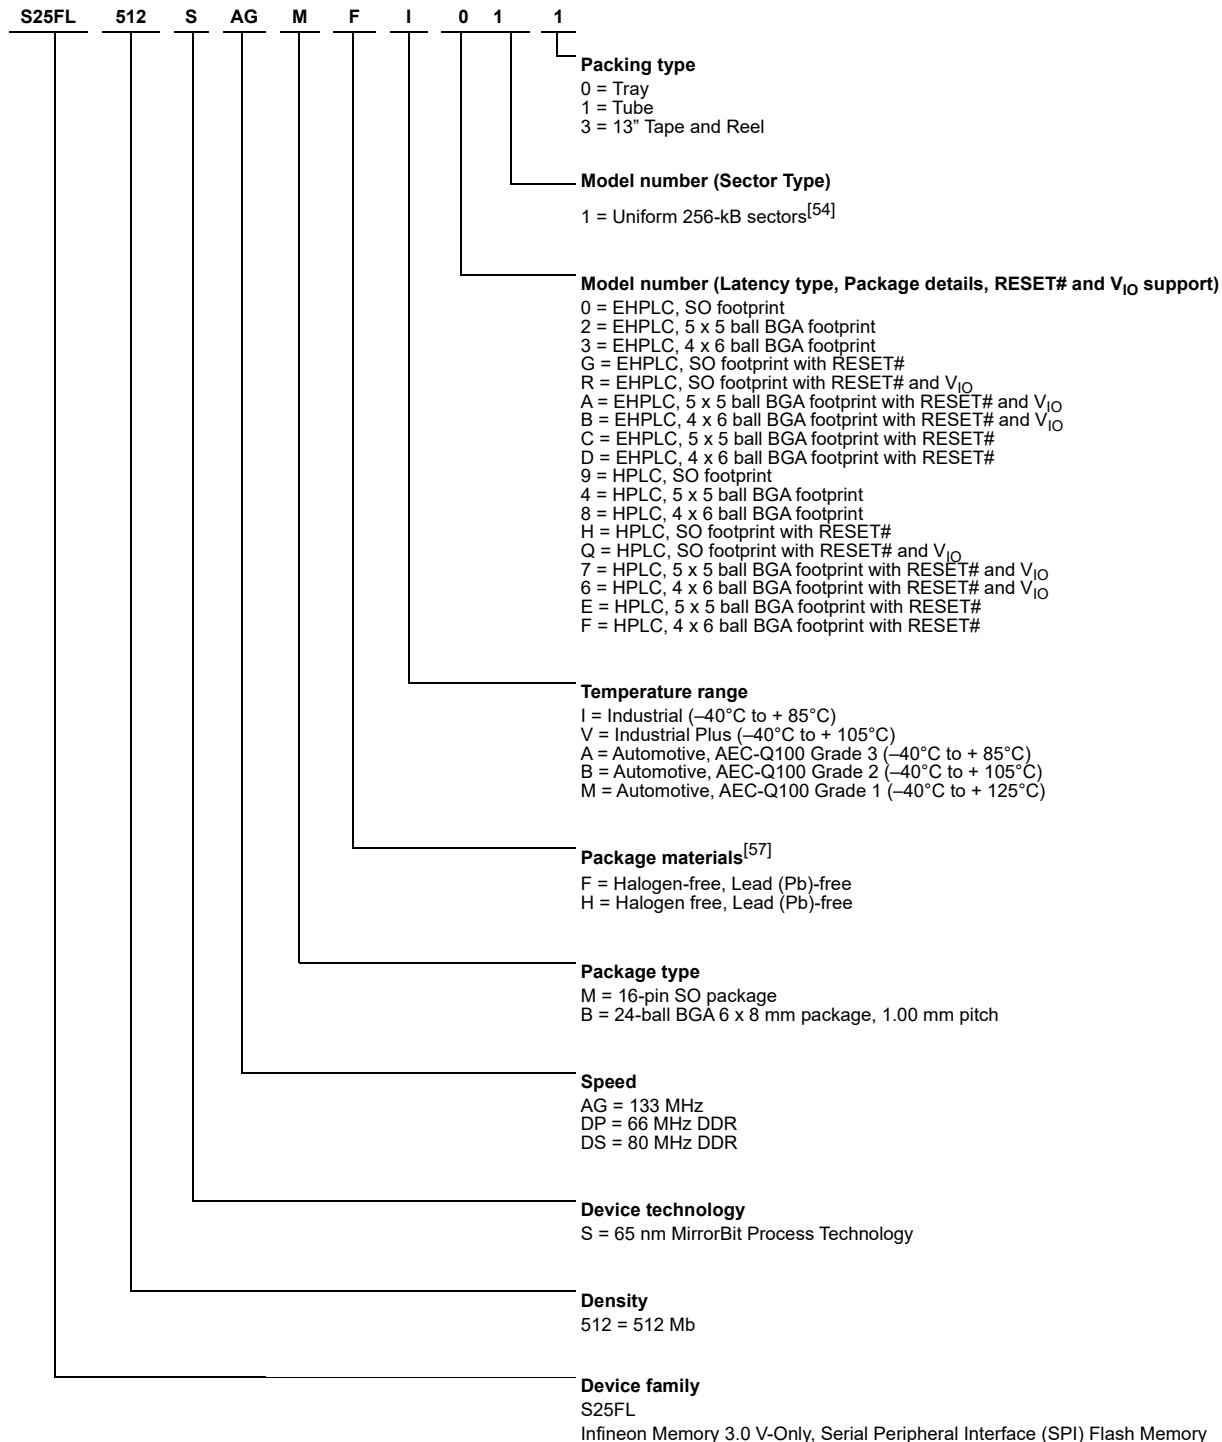 S25FL 512 S AG M F I 0 1 1
Packing type
0 = Tray
1 = Tube
3 = 13” Tape and Reel
Model number (Sector Type)
1 = Uniform 256-kB sectors[54]
Model number (Latency type, Package details, RESET# and VIO support)
0 = EHPLC, SO footprint
2 = EHPLC, 5 x 5 ball BGA footprint
3 = EHPLC, 4 x 6 ball BGA footprint
G = EHPLC, SO footprint with RESET#
R = EHPLC, SO footprint with RESET# and VIO
A = EHPLC, 5 x 5 ball BGA footprint with RESET# and VIO
B = EHPLC, 4 x 6 ball BGA footprint with RESET# and VIO
C = EHPLC, 5 x 5 ball BGA footprint with RESET#
D = EHPLC, 4 x 6 ball BGA footprint with RESET#
9 = HPLC, SO footprint
4 = HPLC, 5 x 5 ball BGA footprint
8 = HPLC, 4 x 6 ball BGA footprint
H = HPLC, SO footprint with RESET#
Q = HPLC, SO footprint with RESET# and VIO
7 = HPLC, 5 x 5 ball BGA footprint with RESET# and VIO
6 = HPLC, 4 x 6 ball BGA footprint with RESET# and VIO
E = HPLC, 5 x 5 ball BGA footprint with RESET#
F = HPLC, 4 x 6 ball BGA footprint with RESET#
Temperature range
I = Industrial (–40°C to + 85°C)
V = Industrial Plus (–40°C to + 105°C)
A = Automotive, AEC-Q100 Grade 3 (–40°C to + 85°C)
B = Automotive, AEC-Q100 Grade 2 (–40°C to + 105°C)
M = Automotive, AEC-Q100 Grade 1 (–40°C to + 125°C)
Package materials[57]
F = Halogen-free, Lead (Pb)-free
H = Halogen free, Lead (Pb)-free
Package type
M = 16-pin SO package
B = 24-ball BGA 6 x 8 mm package, 1.00 mm pitch
Speed
AG = 133 MHz
DP = 66 MHz DDR
DS = 80 MHz DDR
Device technology
S = 65 nm MirrorBit Process Technology
Density
512 = 512 Mb
Device family
S25FL
Infineon Memory 3.0 V-Only, Serial Peripheral Interface (SPI) Flash Memory